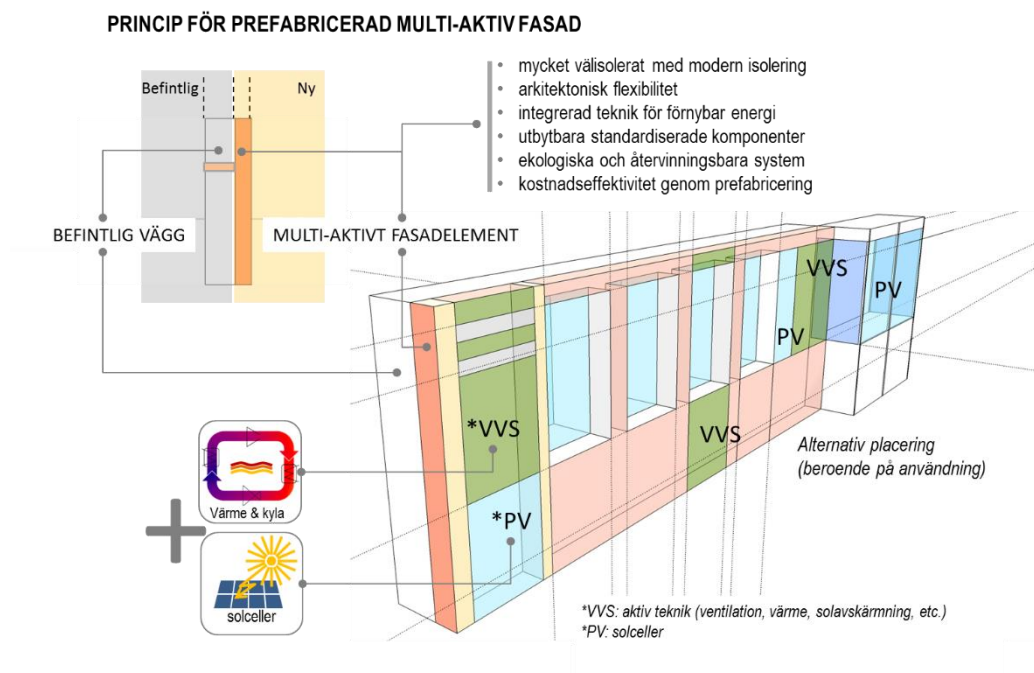 PRINCIP FÖR PREFABRICERAD MULTI-AKTIV FASAD
Befintlig
Ny
• mycket välisolerat med modern isolering
• arkitektonisk flexibilitet
• integrerad teknik för förnybar energi
• utbytbara standardiserade komponenter
• ekologiska och återvinningsbara system
• kostnadseffektivitet genom prefabricering
BEFINTLIG VÄGG
MULTI-AKTIVT FASADELEMENT
VVS
PV
PV
*VVS
VVS
Alternativ placering
(beroende på användning)
Värme & kyla
*PV
solceller
*VVS: aktiv teknik (ventilation, värme, solavskärmning, etc.)
*PV: solceller